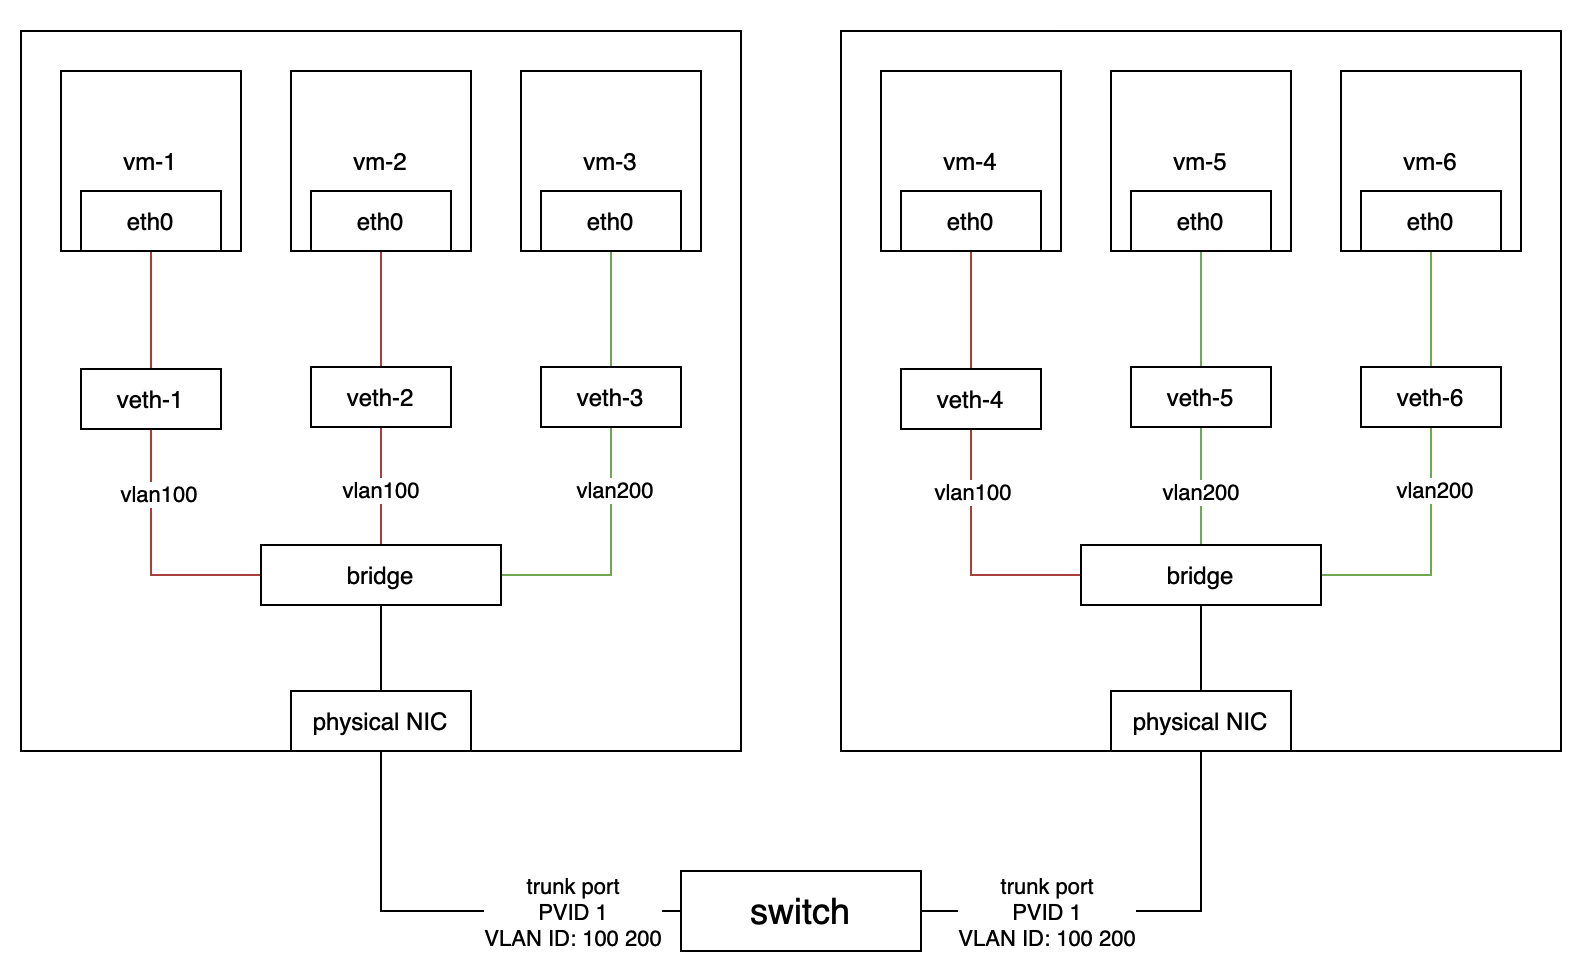 vm-1
eth0
vm-2
eth0
vm-3
eth0
veth-1
veth-2
veth-3
vlan100
vlan100
vlan200
bridge
physical NIC
vm-4
eth0
vm-5
eth0
vm-6
eth0
veth-4
veth-5
veth-6
vlan100
vlan200
vlan200
bridge
physical NIC
trunk port
PVID 1
VLAN ID: 100 200
switch
trunk port
PVID 1
VLAN ID: 100 200